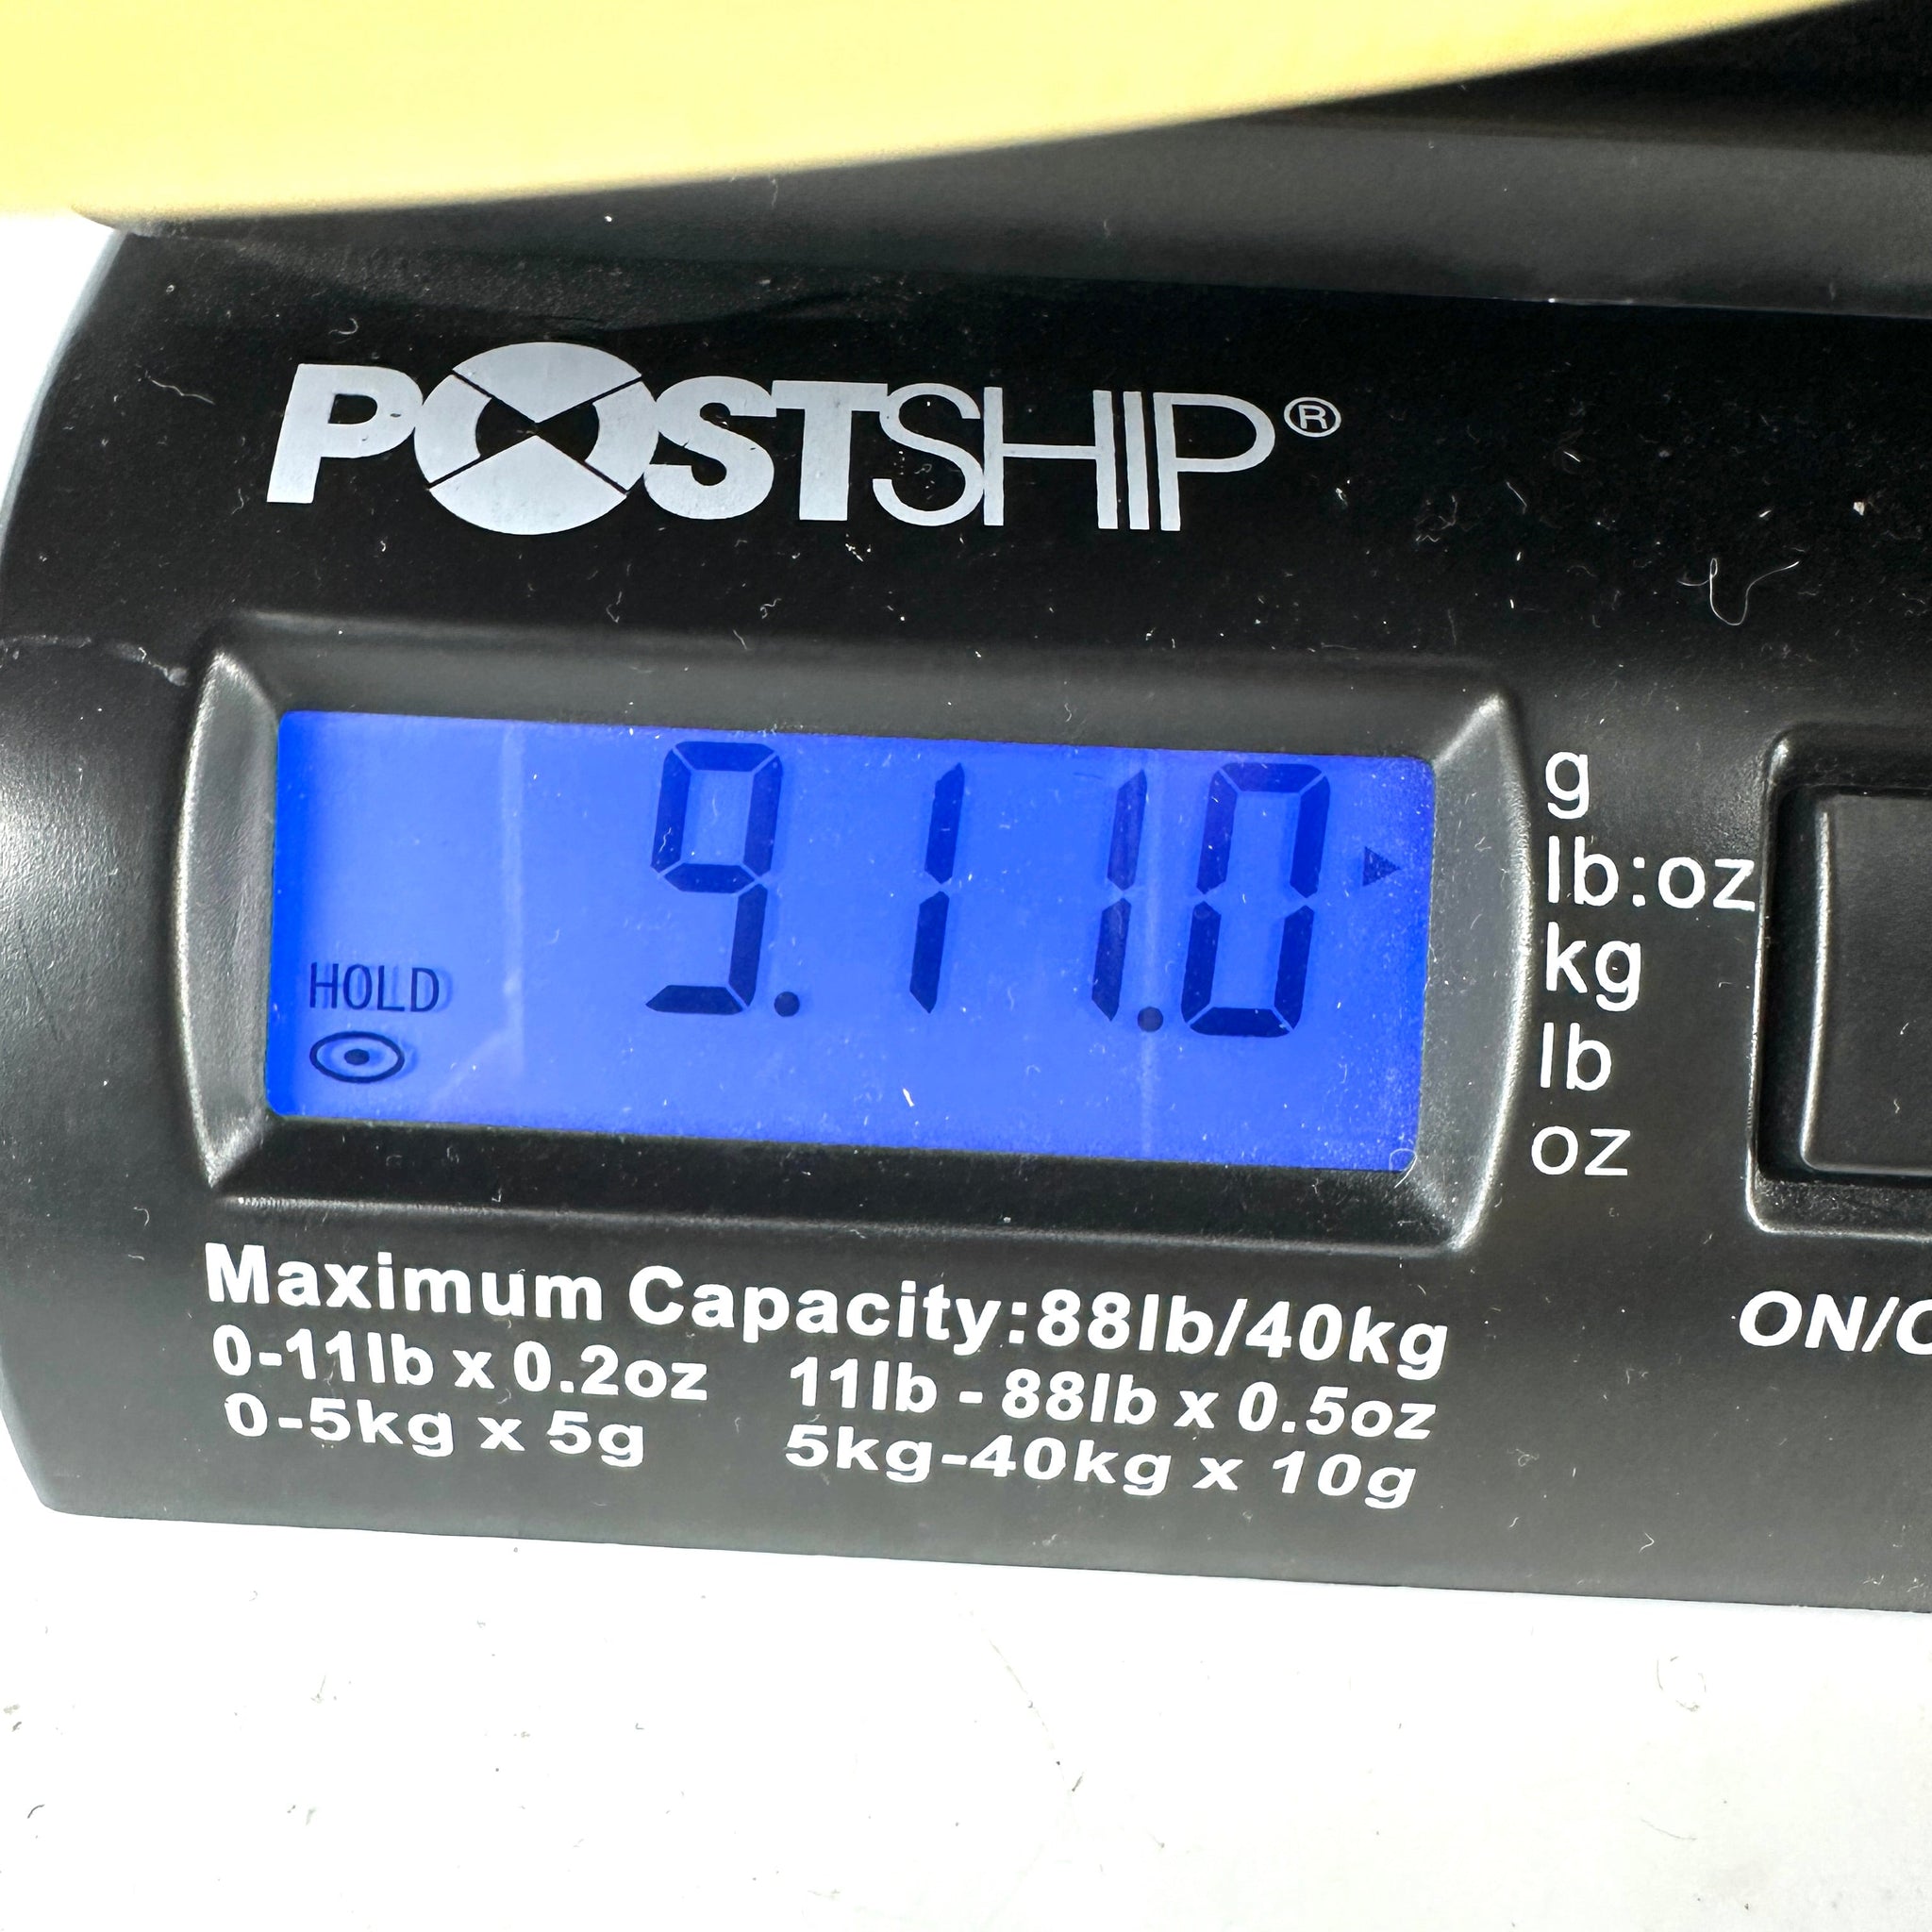 POSTSHIP®
9.11.0
HOLD
g
lb:oz
kg
lb
oz
Maximum Capacity:88lb/40kg
0-11lb x 0.2oz 11lb - 88lb x 0.5oz
0-5kg x 5g 5kg-40kg x 10g
ON/